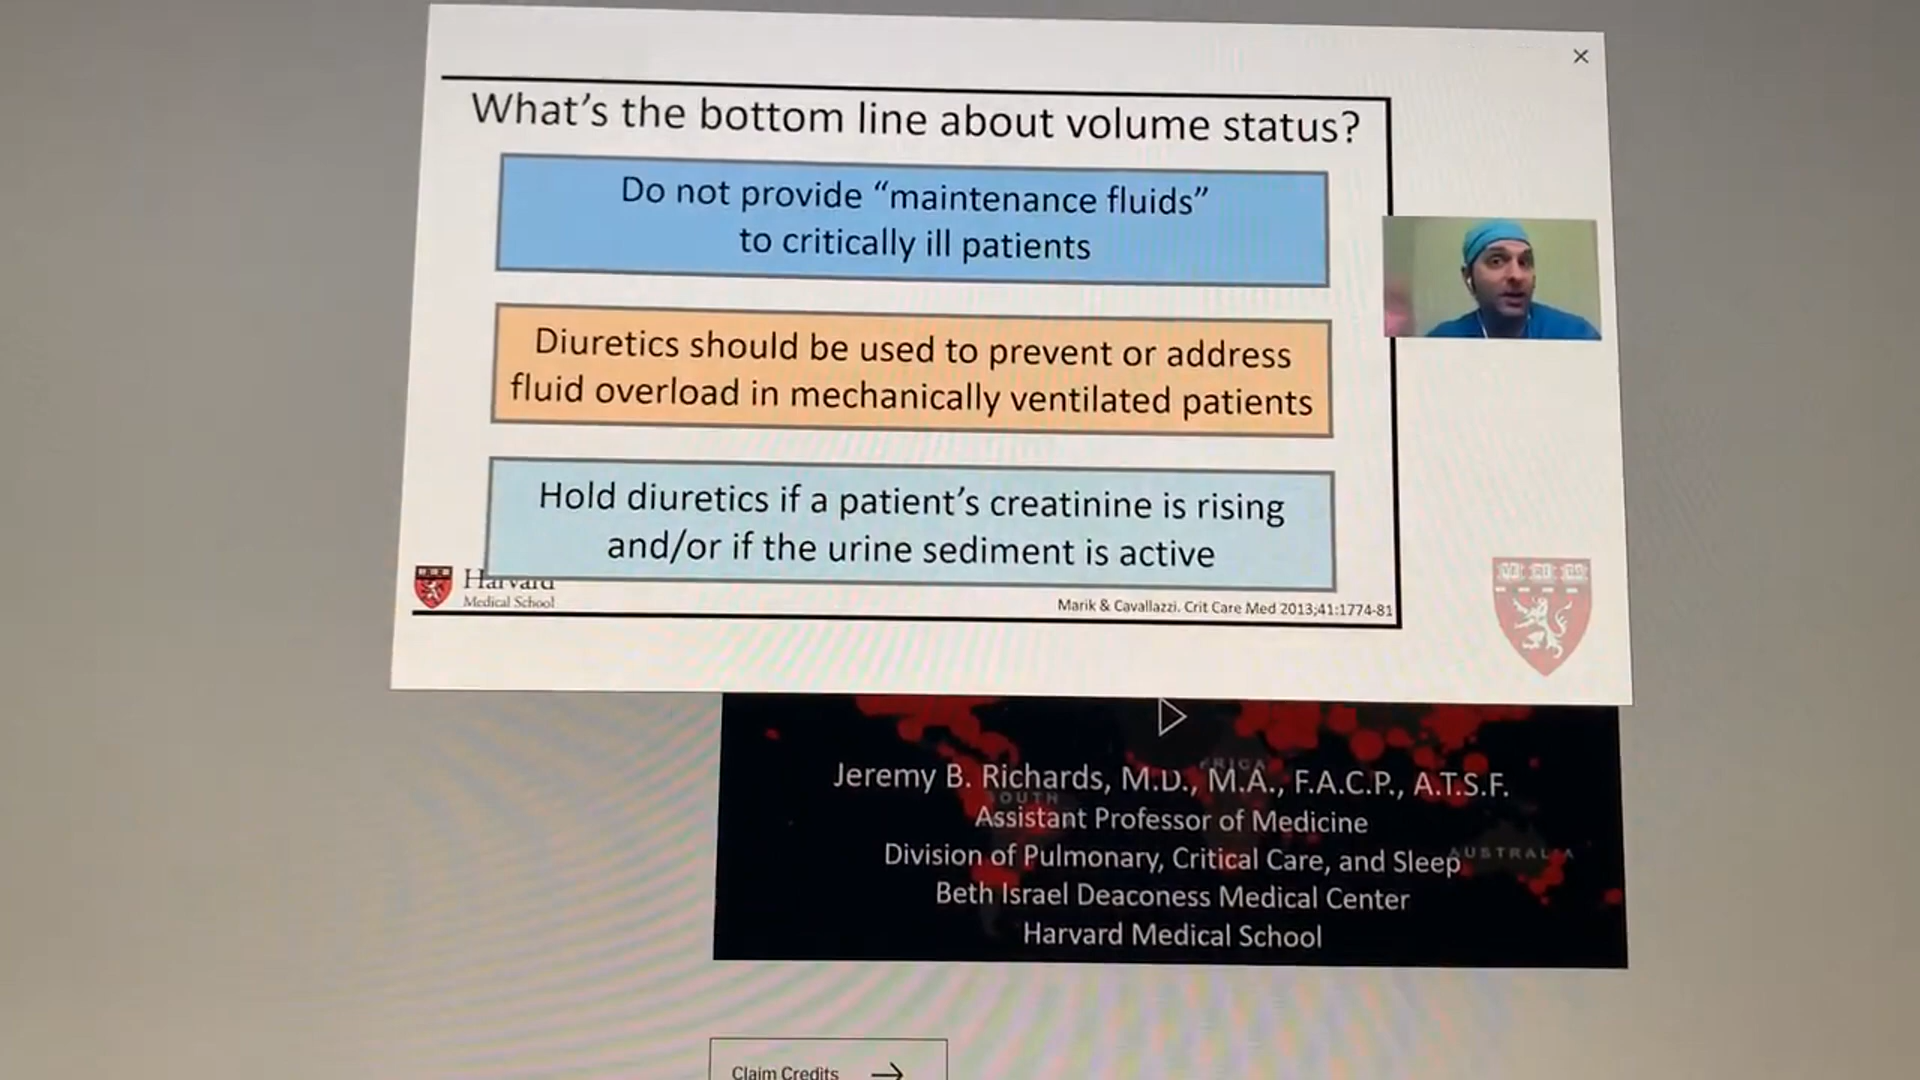 What's the bottom line about volume status?
Do not provide “maintenance fluids”
to critically ill patients
Diuretics should be used to prevent or address
fluid overload in mechanically ventilated patients
Hold diuretics if a patient's creatinine is rising
and/or if the urine sediment is active
Harvard
Medical School
Marik & Cavallazzi. Crit Care Med 2013;41:1774-81
Jeremy B. Richards, M.D., M.A., F.A.C.P., A.T.S.F.
Assistant Professor of Medicine
Division of Pulmonary, Critical Care, and Sleep
Beth Israel Deaconess Medical Center
Harvard Medical School
SOUTH
AUSTRALIA
Claim Credits